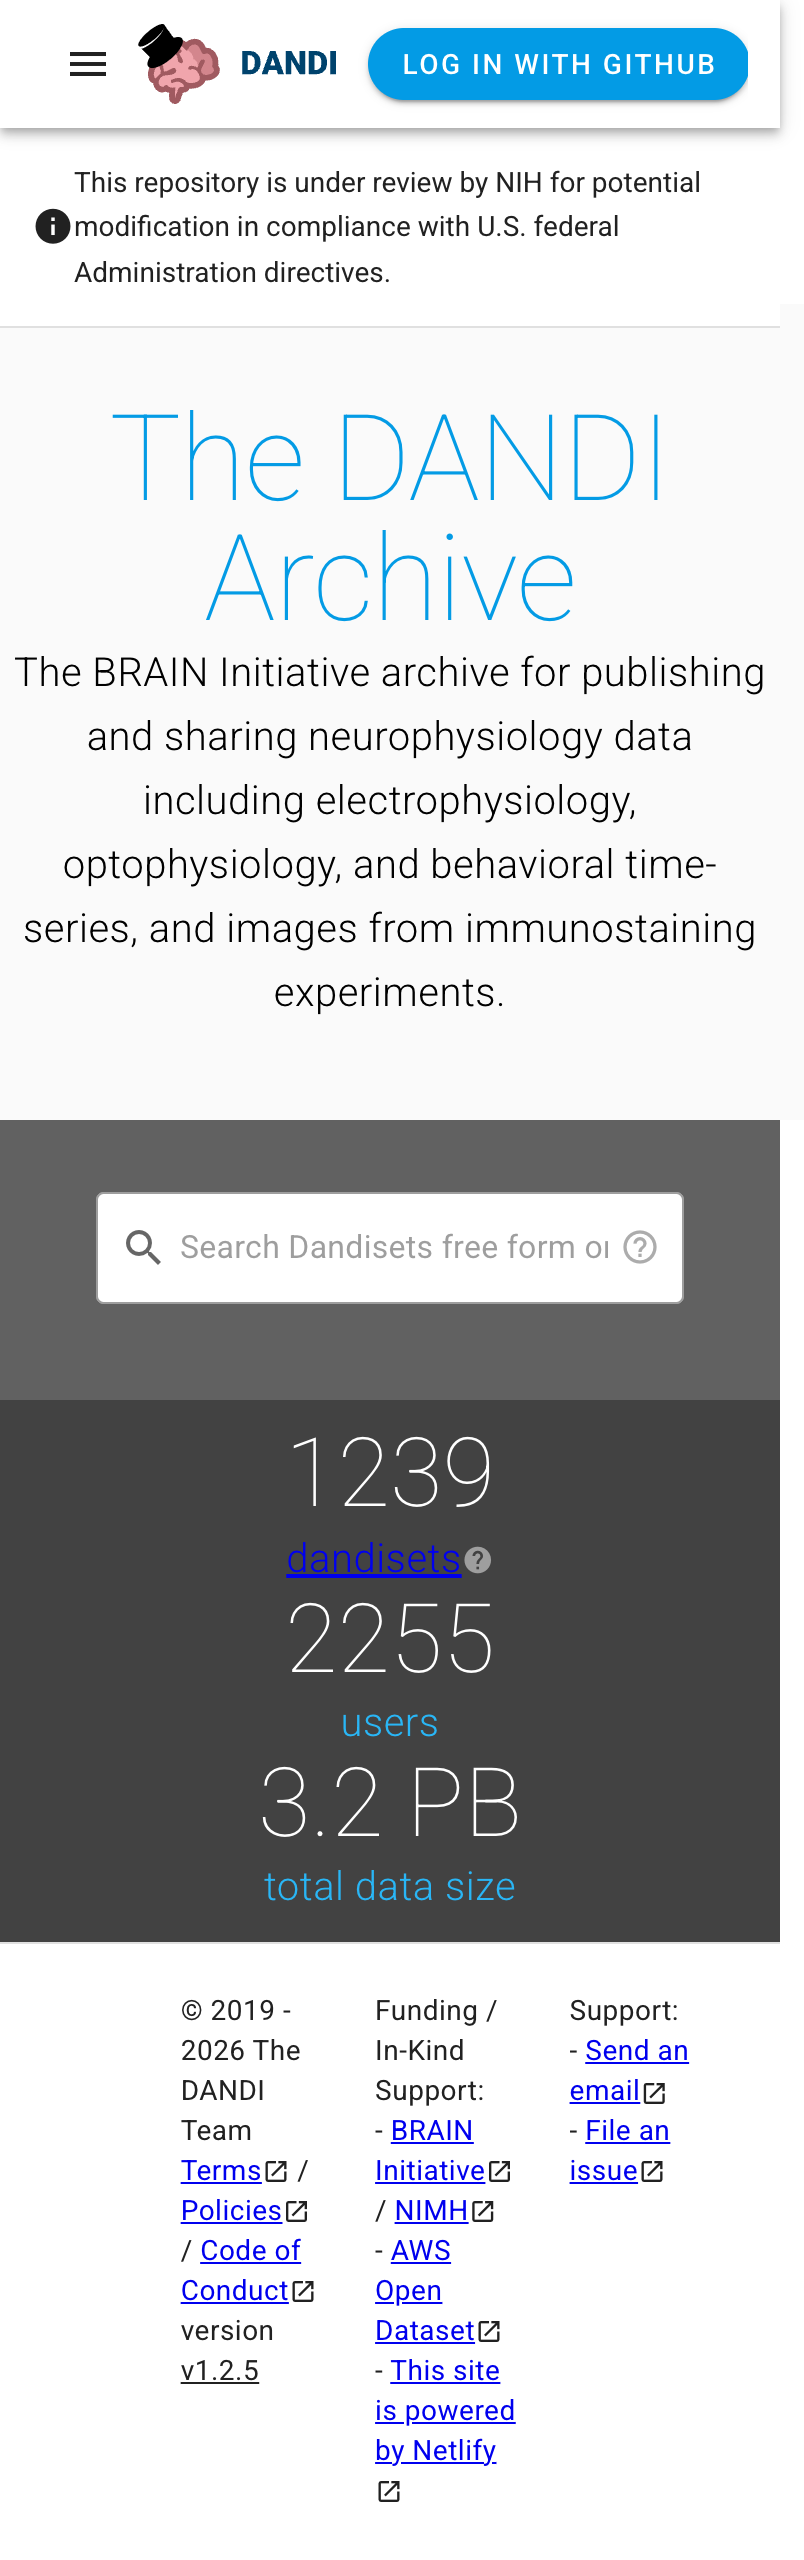 DANDI
LOG IN WITH GITHUB
This repository is under review by NIH for potential
modification in compliance with U.S. federal
Administration directives.
The DANDI
Archive
The BRAIN Initiative archive for publishing
and sharing neurophysiology data
including electrophysiology,
optophysiology, and behavioral time-
series, and images from immunostaining
experiments.
Search Dandisets free form or
1239
dandisets
2255
users
3.2 PB
total data size
© 2019 -
2026 The
DANDI
Team
Terms /
Policies
/ Code of
Conduct
version
v1.2.5
Funding /
In-Kind
Support:
- BRAIN
Initiative
/ NIMH
- AWS
Open
Dataset
- This site
is powered
by Netlify
Support:
- Send an
email
- File an
issue